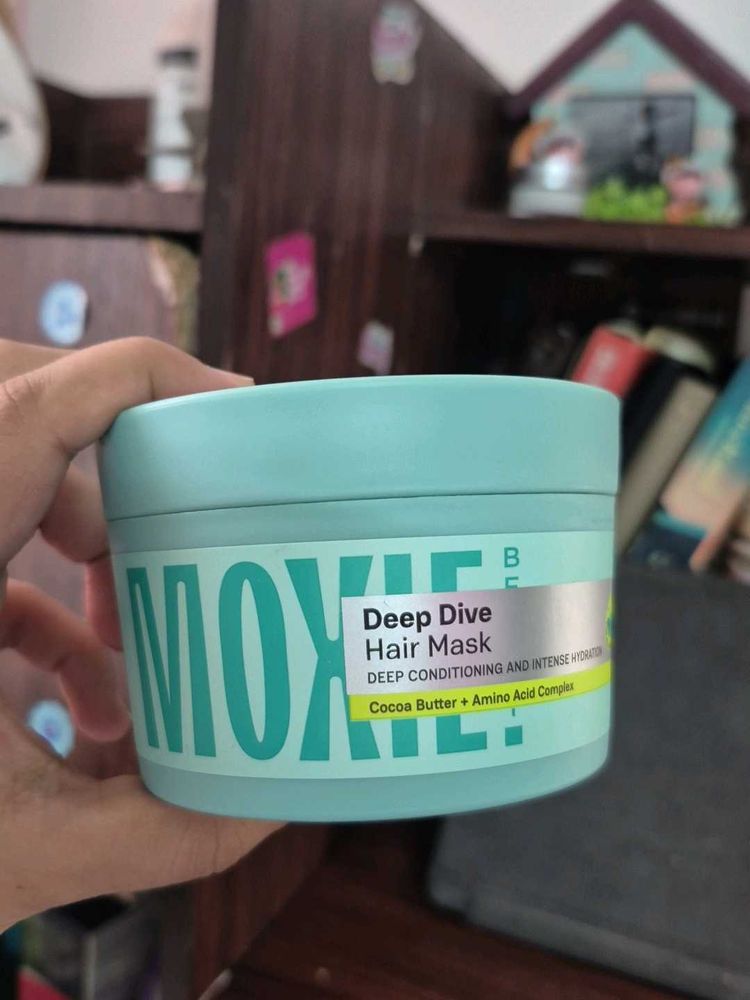 MOXIE
Deep Dive
Hair Mask
DEEP CONDITIONING AND INTENSE HYDRATION
Cocoa Butter + Amino Acid Complex